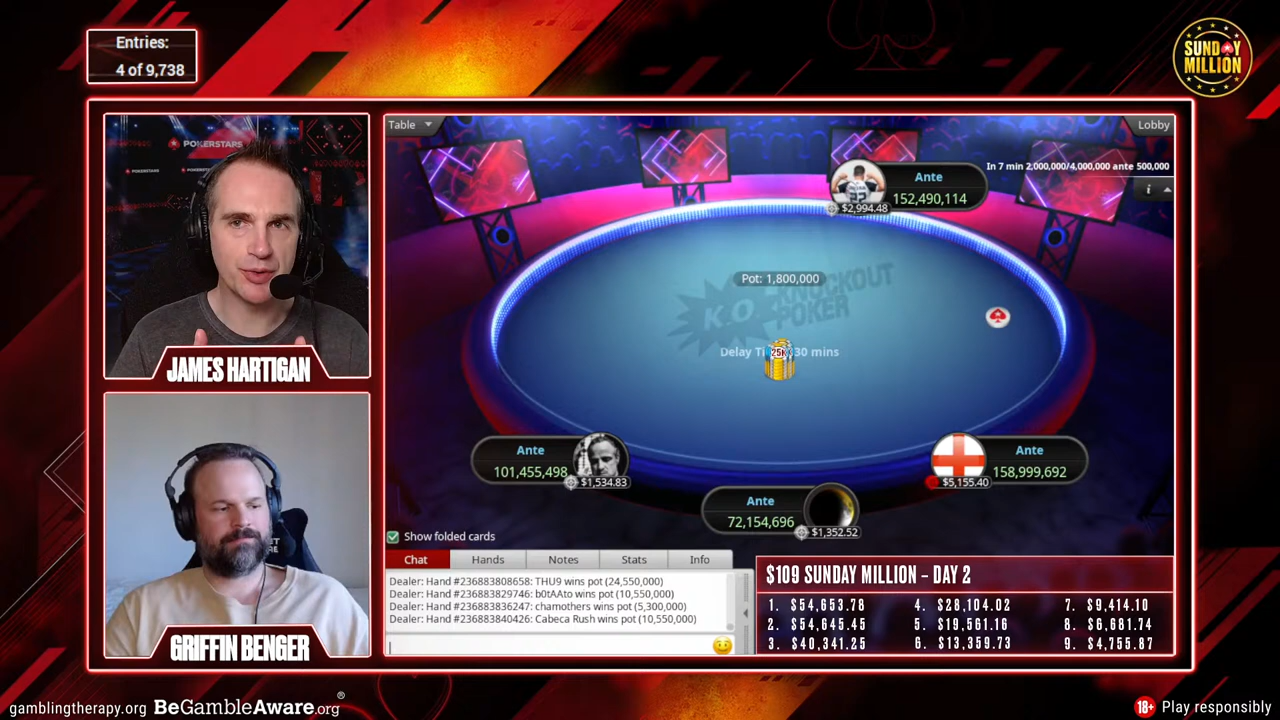 Entries:
4 of 9,738
SUNDAY
MILLION
POKERSTARS
POKERSTARS
JAMES HARTIGAN
GRIFFIN BENGER
Table
Lobby
In 7 min 2,000,000/4,000,000 ante 500,000
i
Ante
152,490,114
$2,994.48
Pot: 1,800,000
K.O KNOCKOUT
POKER
25K
30 mins
Ante
101,455,498
$1,534.83
Ante
158,999,692
$5,155.40
Ante
72,154,696
$1,352.52
Show folded cards
Chat Hands Notes Stats Info
Dealer: Hand #236883808658: THU9 wins pot (24,550,000)
Dealer: Hand #236883829746: b0tAAto wins pot (10,550,000)
Dealer: Hand #236883836247: chamothers wins pot (5,300,000)
Dealer: Hand #236883840426: Cabeca Rush wins pot (10,550,000)
$109 SUNDAY MILLION - DAY 2
1. $54,653.78 4. $28,104.02 7. $9,414.10
2. $54,645.45 5. $19,561.16 8. $6,681.74
3. $40,341.25 6. $13,359.73 9. $4,755.87
gamblingtherapy.org BeGambleAware.org®
18+ Play responsibly